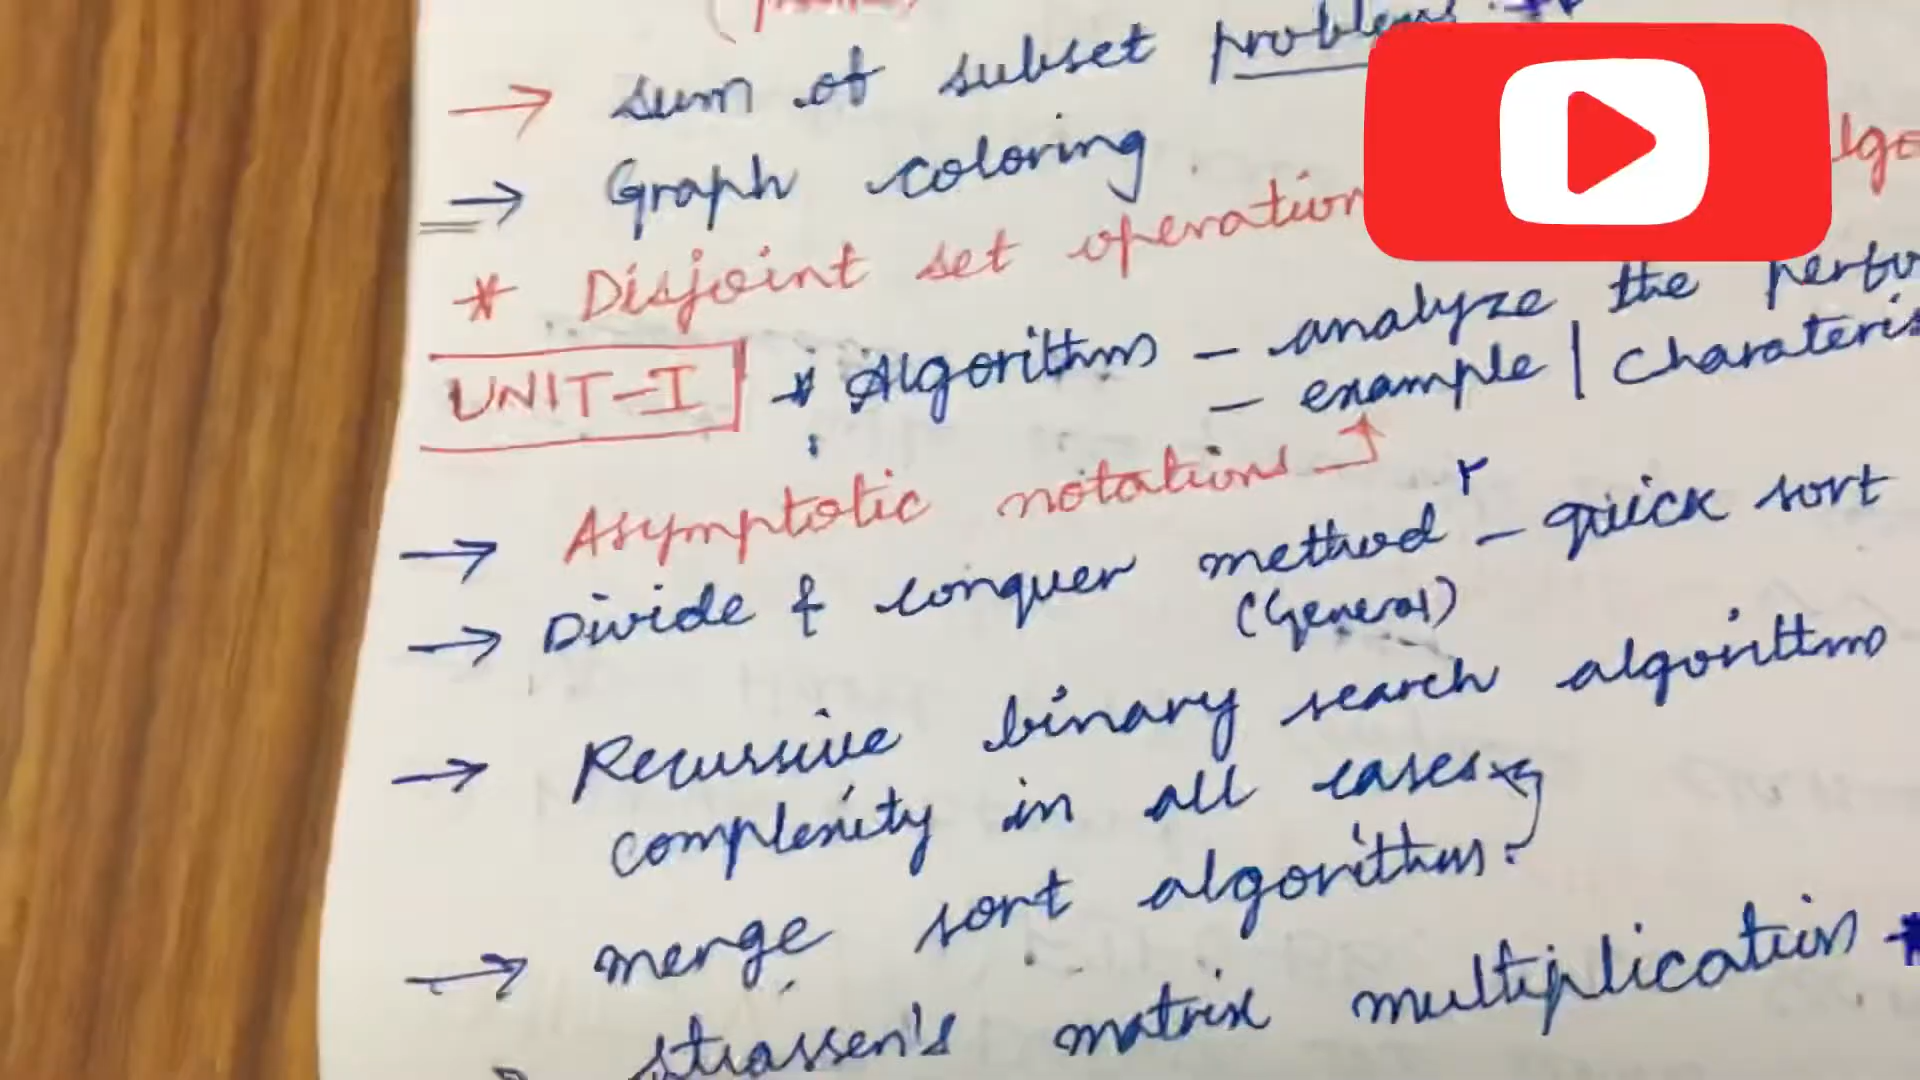 → sum of subset problem
→ Graph coloring
* Disjoint set operation
UNIT-I * Algorithms - analyze the
- example | Charateris
→ Asymptotic notations
→ Divide & conquer method - quick sort
(General)
→ Recursive binary search algorithms
complexity in all cases
→ merge sort algorithms.
→ strassen's matrix multiplication *